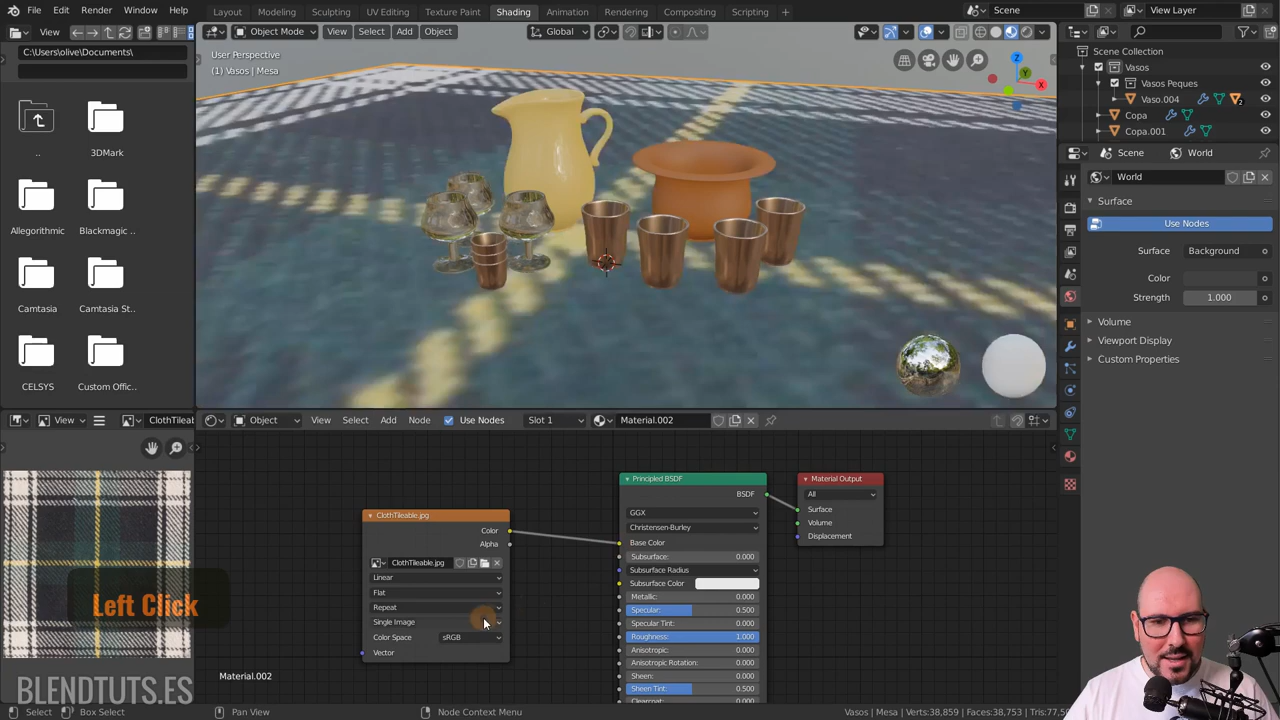 File Edit Render Window Help Layout Modeling Sculpting UV Editing Texture Paint Shading Animation Rendering Compositing Scripting + Scene View Layer
View Object Mode View Select Add Object Global
C:\Users\olive\Documents\
..
3DMark
Allegorithmic
Blackmagic ...
Camtasia
Camtasia St...
CELSYS
Custom Offic...
User Perspective
(1) Vasos | Mesa
Z
Y
X
Scene Collection
Vasos
Vasos Peques
Vaso.004
2
Copa
Copa.001
Scene World
World
Surface
Use Nodes
Surface Background
Color
Strength 1.000
Volume
Viewport Display
Custom Properties
View ClothTileabl
Object View Select Add Node Use Nodes Slot 1 Material.002
ClothTileable.jpg
Color
Alpha
ClothTileable.jpg
Linear
Flat
Repeat
Single Image
Color Space sRGB
Vector
Principled BSDF
BSDF
GGX
Christensen-Burley
Base Color
Subsurface: 0.000
Subsurface Radius
Subsurface Color
Metallic: 0.000
Specular: 0.500
Specular Tint: 0.000
Roughness: 1.000
Anisotropic: 0.000
Anisotropic Rotation: 0.000
Sheen: 0.000
Sheen Tint: 0.500
Material Output
All
Surface
Volume
Displacement
Left Click
Material.002
BLENDTUTS.ES
Select Box Select Pan View Node Context Menu Vasos | Mesa | Verts:38,859 | Faces:38,753 | Tris:77,5